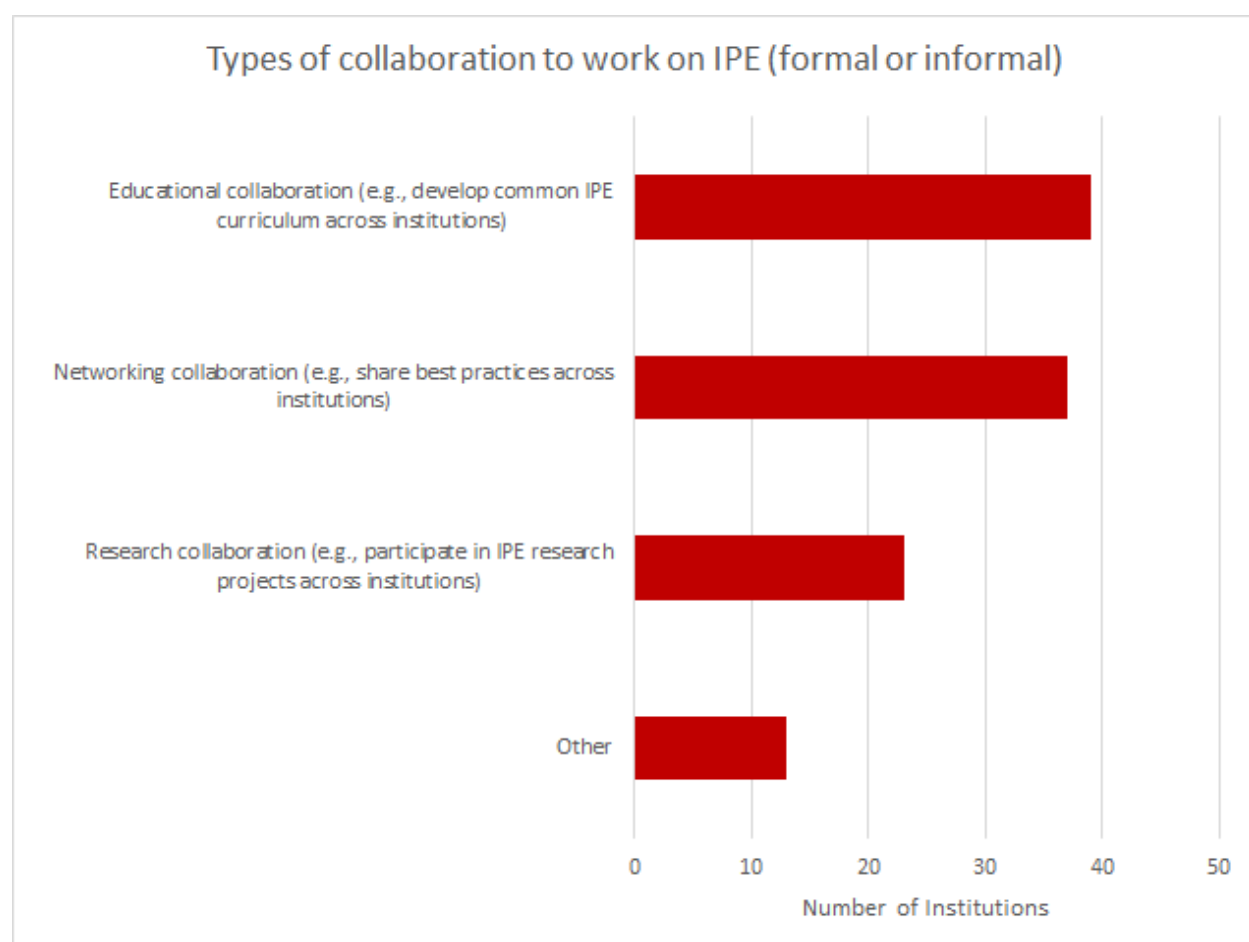 Types of collaboration to work on IPE (formal or informal)
Educational collaboration (e.g., develop common IPE
curriculum across institutions)
Networking collaboration (e.g., share best practices across
institutions)
Research collaboration (e.g., participate in IPE research
projects across institutions)
Other
0 10 20 30 40 50
Number of Institutions